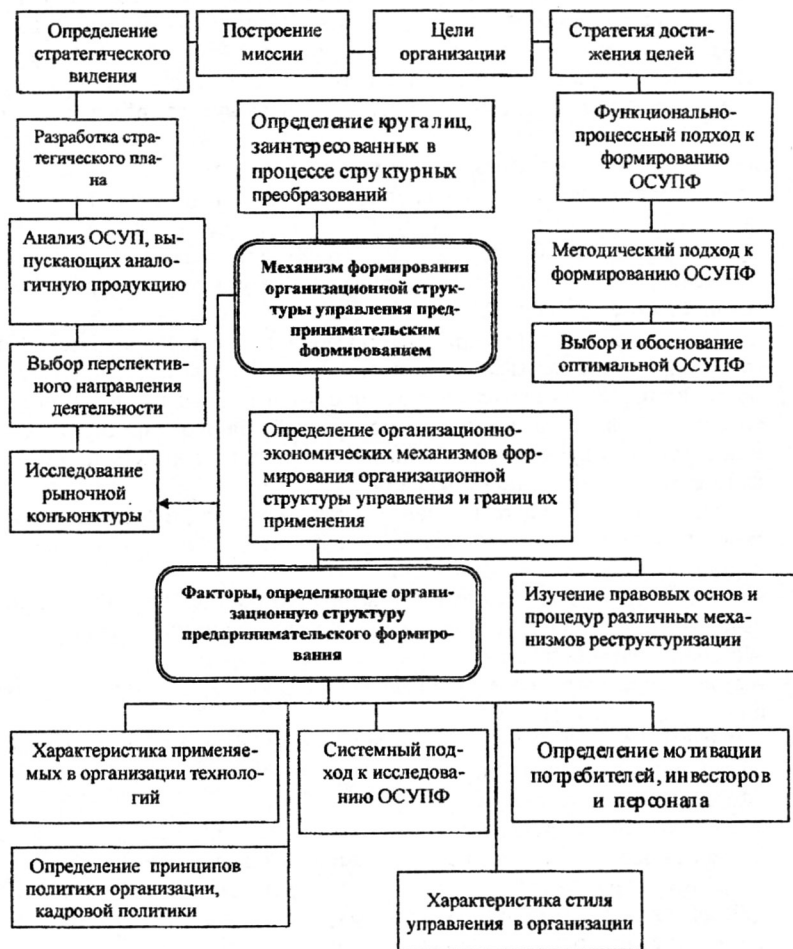 Определение
стратегического
видения
Построение
миссии
Цели
организации
Стратегия дости-
жения целей
Разработка стра-
тегического пла-
на
Определение круга лиц,
заинтересованных в
процессе структурных
преобразований
Функционально-
процессный подход к
формированию
ОСУПФ
Анализ ОСУП, вы-
пускающих анало-
гичную продукцию
Механизм формирования
организационной струк-
туры управления пред-
принимательским
формированием
Методический подход к
формированию ОСУПФ
Выбор и обоснование
оптимальной ОСУПФ
Выбор перспектив-
ного направления
деятельности
Определение организационно-
экономических механизмов фор-
мирования организационной
структуры управления и границ их
применения
Исследование
рыночной
конъюнктуры
Факторы, определяющие органи-
зационную структуру
предпринимательского формиро-
вания
Изучение правовых основ и
процедур различных меха-
низмов реструктуризации
Характеристика применяе-
мых в организации техноло-
гий
Системный под-
ход к исследова-
нию ОСУПФ
Определение мотивации
потребителей, инвесторов
и персонала
Определение принципов
политики организации,
кадровой политики
Характеристика стиля
управления в организации